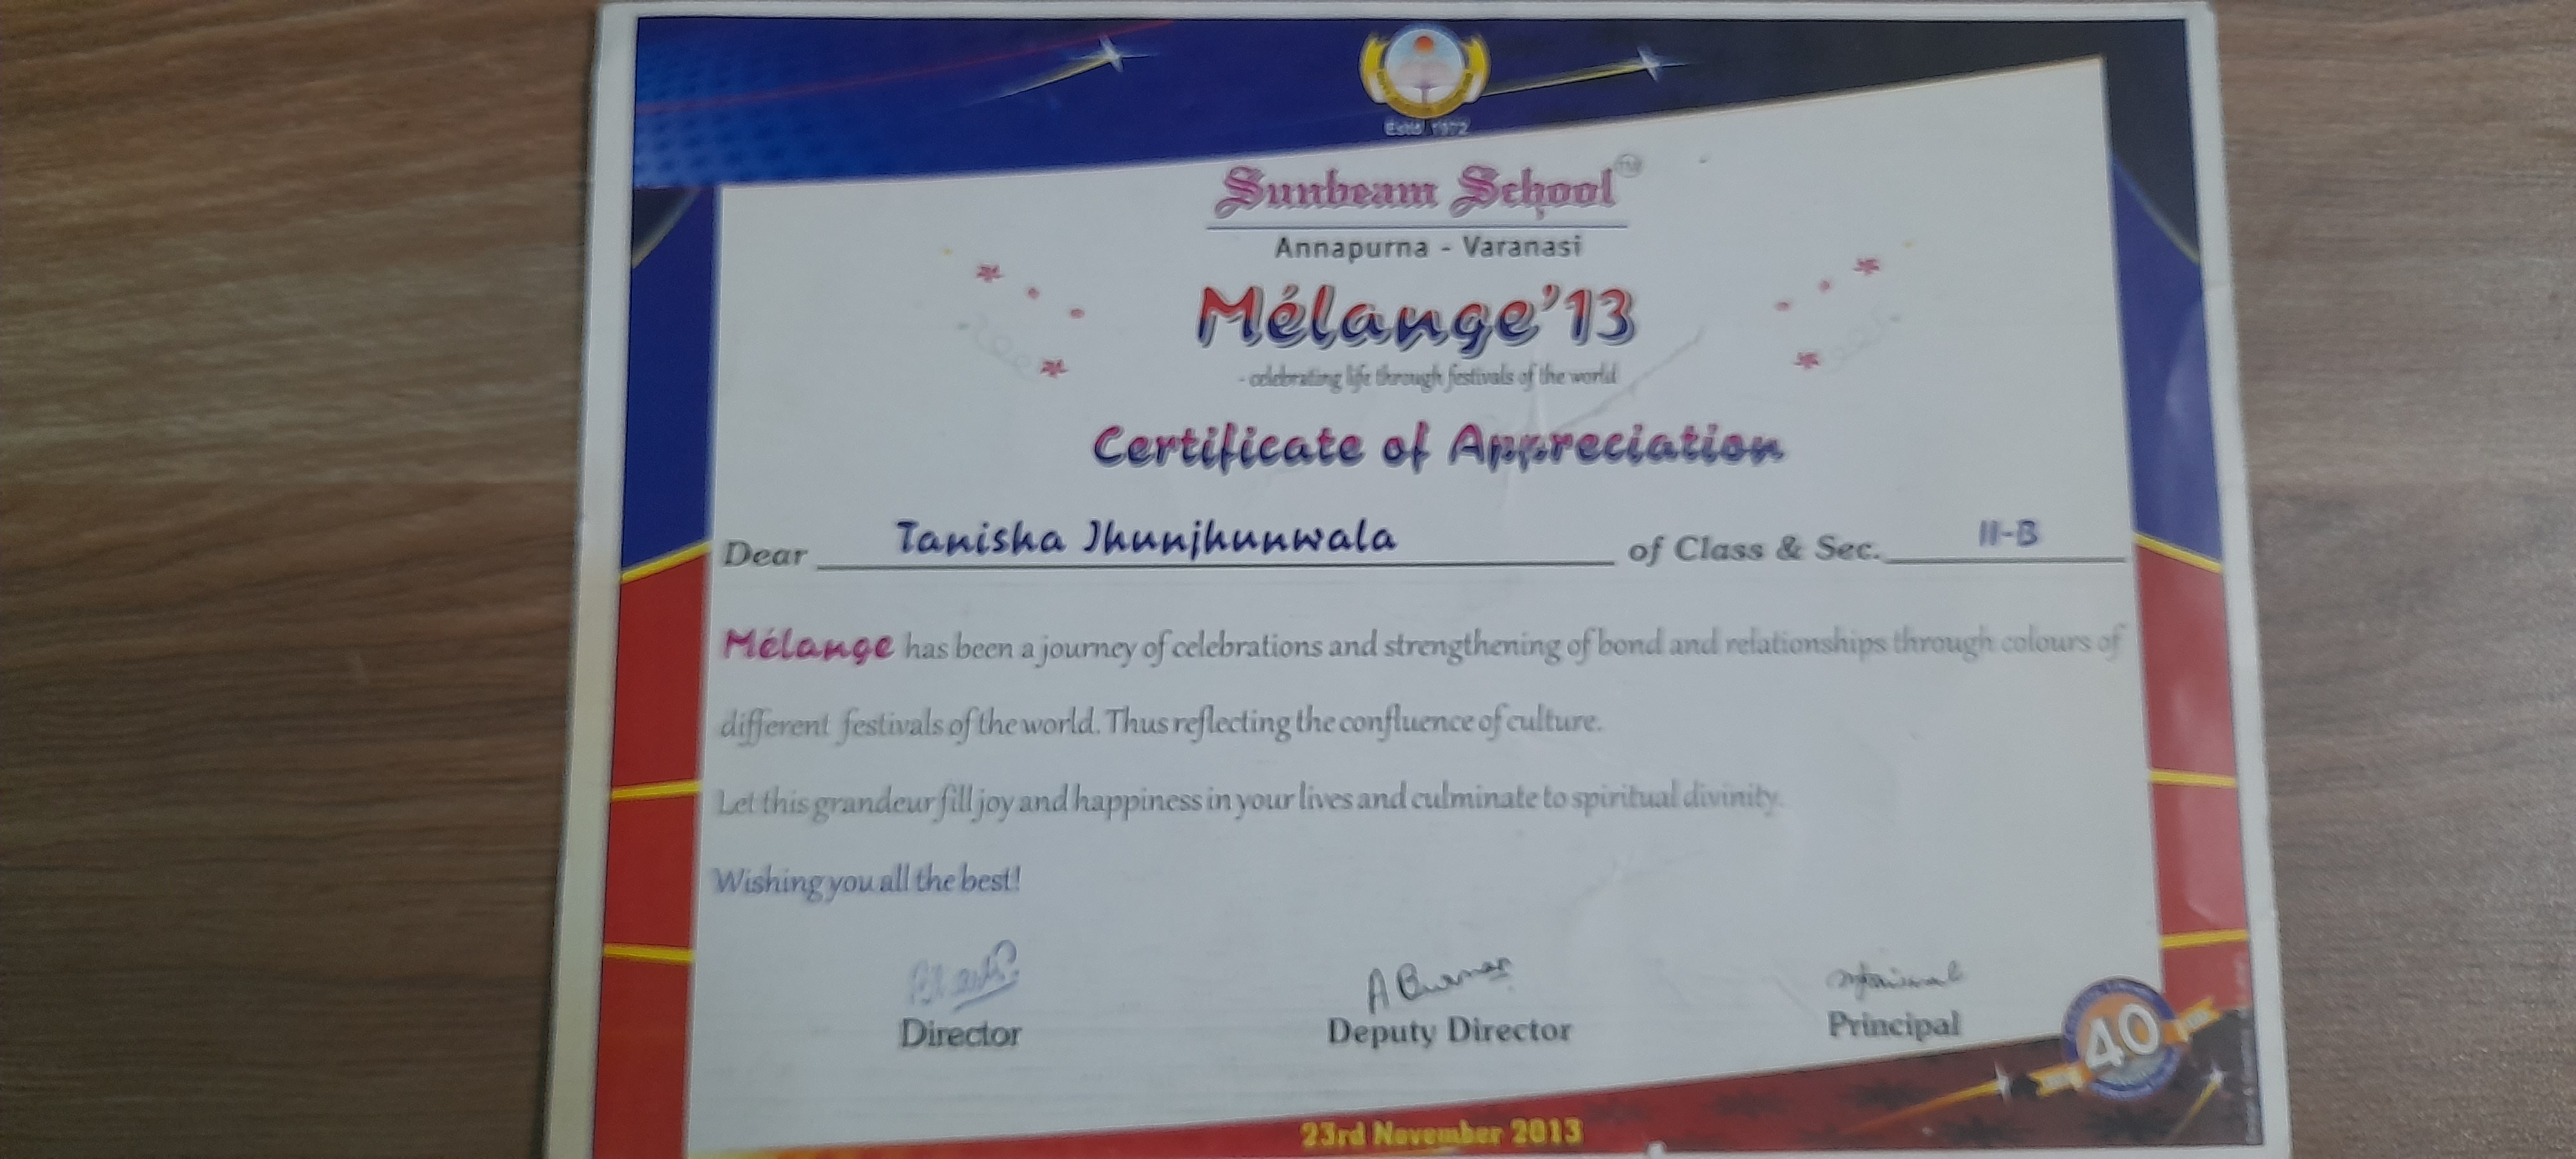 Estd. 1972
Sunbeam School TM
Annapurna - Varanasi
Mélange'13
- celebrating life through festivals of the world
Certificate of Appreciation
Dear Tanisha Jhunjhunwala of Class & Sec. II-B
Mélange has been a journey of celebrations and strengthening of bond and relationships through colours of
different festivals of the world. Thus reflecting the confluence of culture.
Let this grandeur fill joy and happiness in your lives and culminate to spiritual divinity.
Wishing you all the best!
Director Deputy Director Principal
40
23rd November 2013